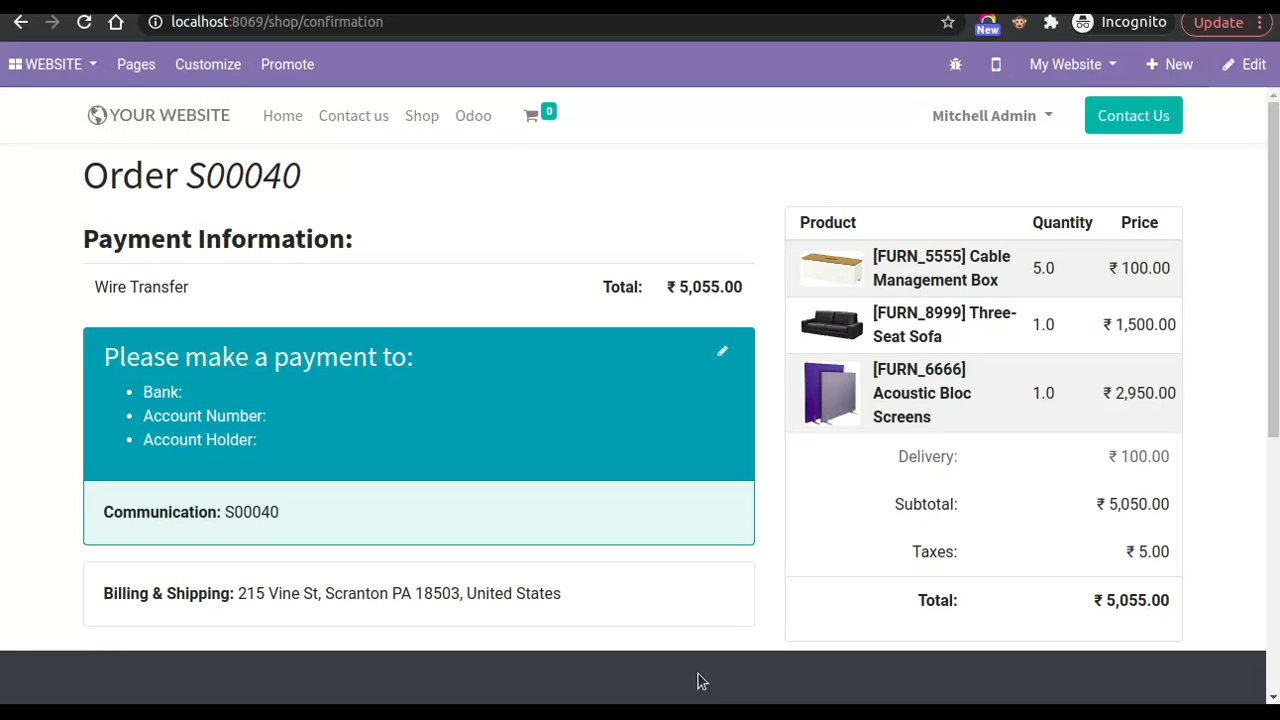 localhost:8069/shop/confirmation
New
Incognito
Update
WEBSITE Pages Customize Promote My Website New Edit
YOUR WEBSITE Home Contact us Shop Odoo 0 Mitchell Admin Contact Us
Order S00040
Payment Information:
Wire Transfer Total: ₹ 5,055.00
Please make a payment to:
• Bank:
• Account Number:
• Account Holder:
Communication: S00040
Billing & Shipping: 215 Vine St, Scranton PA 18503, United States
Product Quantity Price
[FURN_5555] Cable
Management Box 5.0 ₹ 100.00
[FURN_8999] Three-
Seat Sofa 1.0 ₹ 1,500.00
[FURN_6666]
Acoustic Bloc 1.0 ₹ 2,950.00
Screens
Delivery: ₹ 100.00
Subtotal: ₹ 5,050.00
Taxes: ₹ 5.00
Total: ₹ 5,055.00